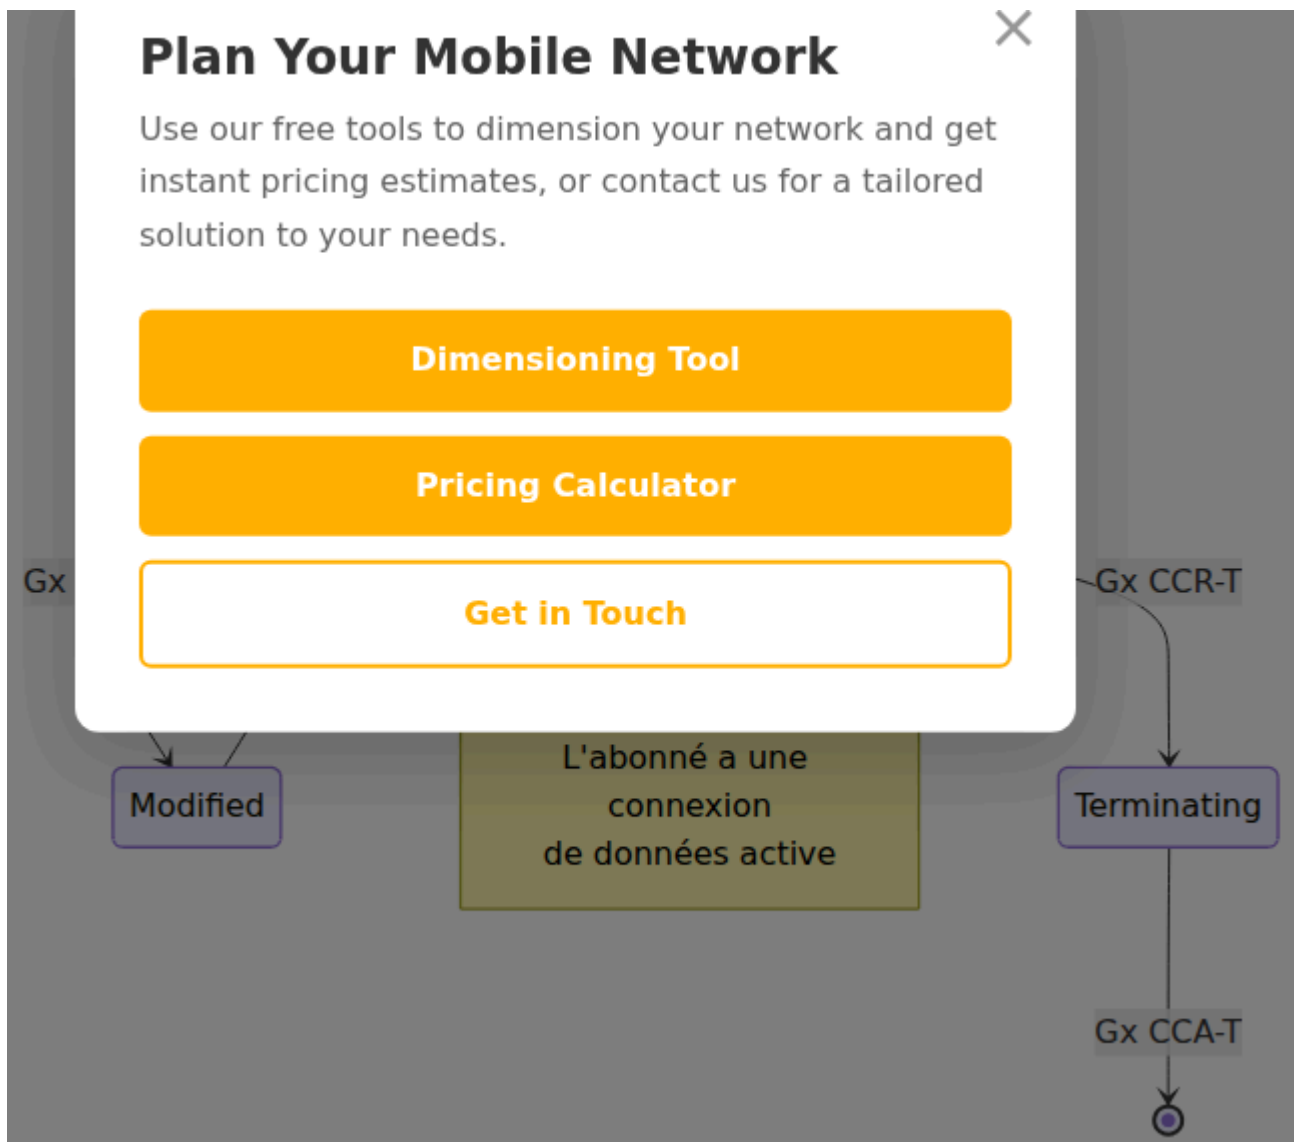 Plan Your Mobile Network
Use our free tools to dimension your network and get
instant pricing estimates, or contact us for a tailored
solution to your needs.
Dimensioning Tool
Pricing Calculator
Gx
Gx CCR-T
Get in Touch
L'abonné a une
connexion
de données active
Modified
Terminating
Gx CCA-T